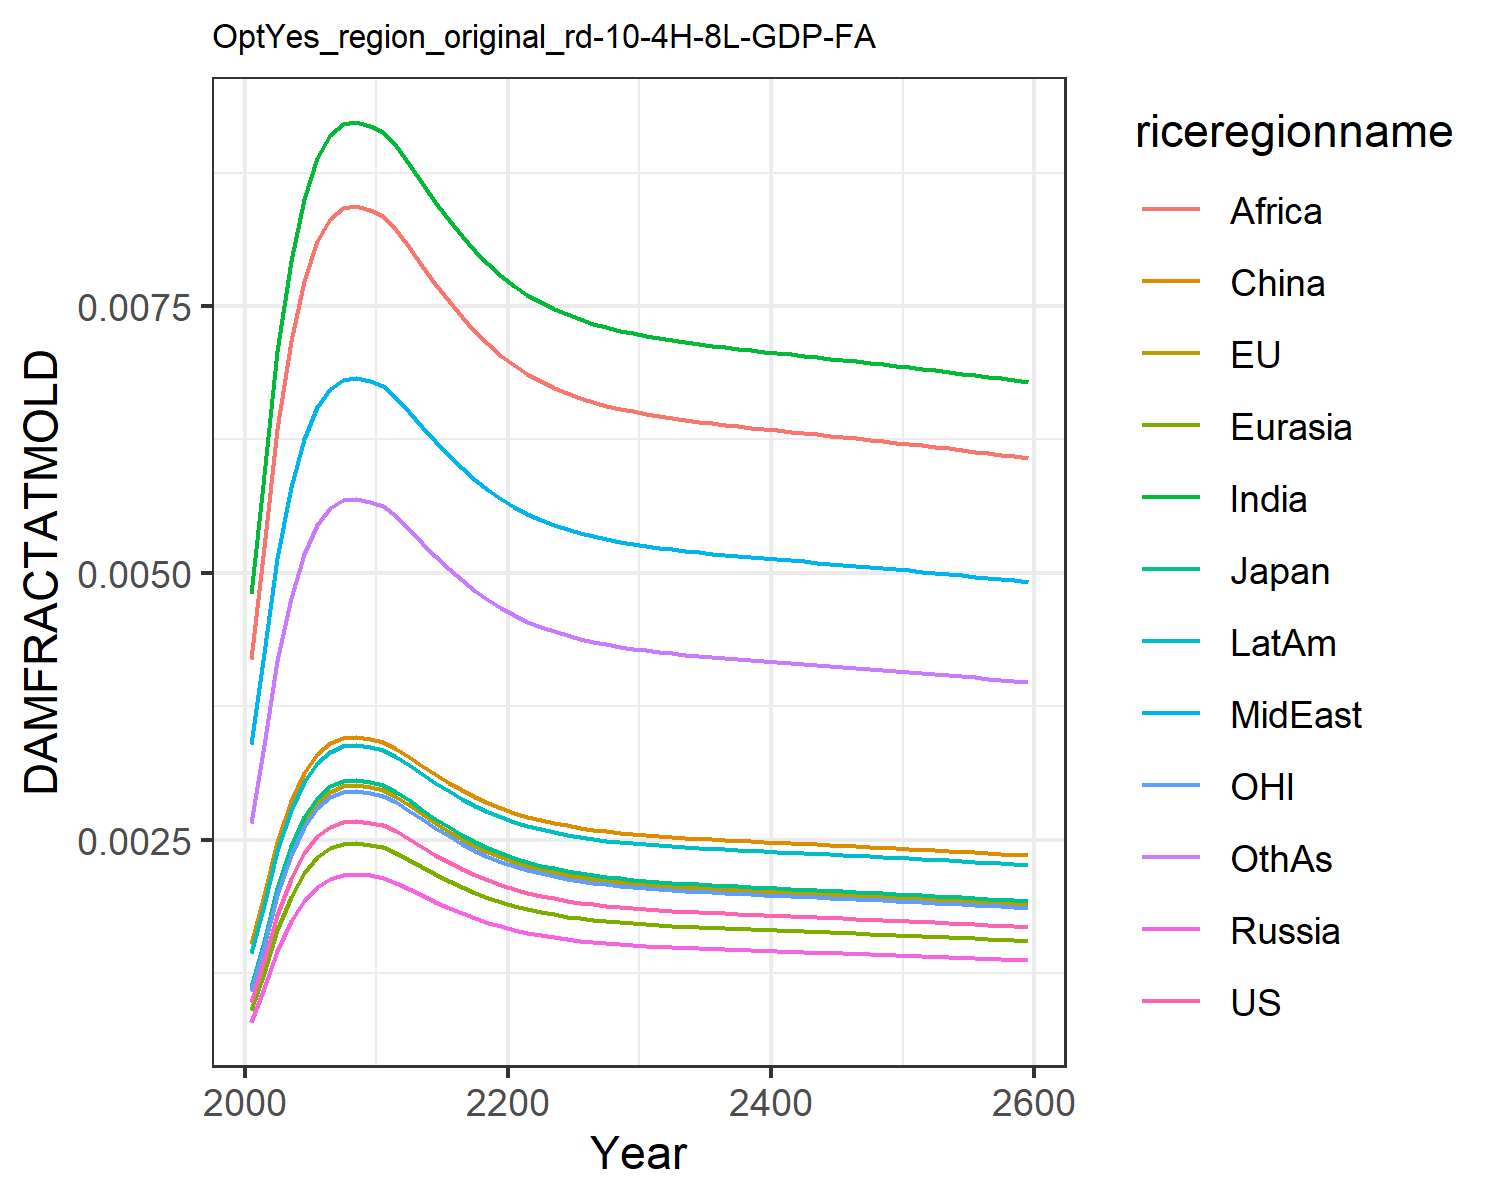 OptYes_region_original_rd-10-4H-8L-GDP-FA
DAMFRACTATMOLD
0.0075
0.0050
0.0025
2000 2200 2400 2600
Year
riceregionname
Africa
China
EU
Eurasia
India
Japan
LatAm
MidEast
OHI
OthAs
Russia
US